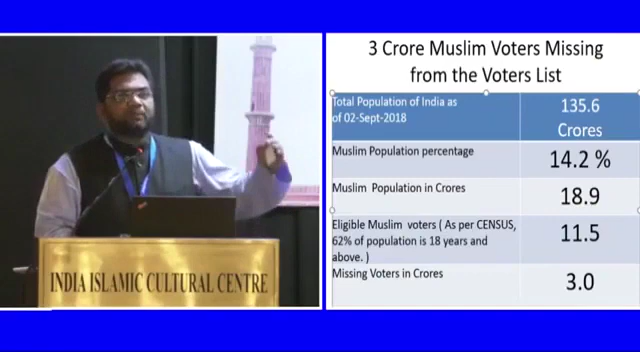 INDIA ISLAMIC CULTURAL CENTRE
3 Crore Muslim Voters Missing
from the Voters List
Total Population of India as
of 02-Sept-2018
135.6
Crores
Muslim Population percentage
14.2 %
Muslim Population in Crores
18.9
Eligible Muslim voters ( As per CENSUS,
62% of population is 18 years and
above. )
11.5
Missing Voters in Crores
3.0